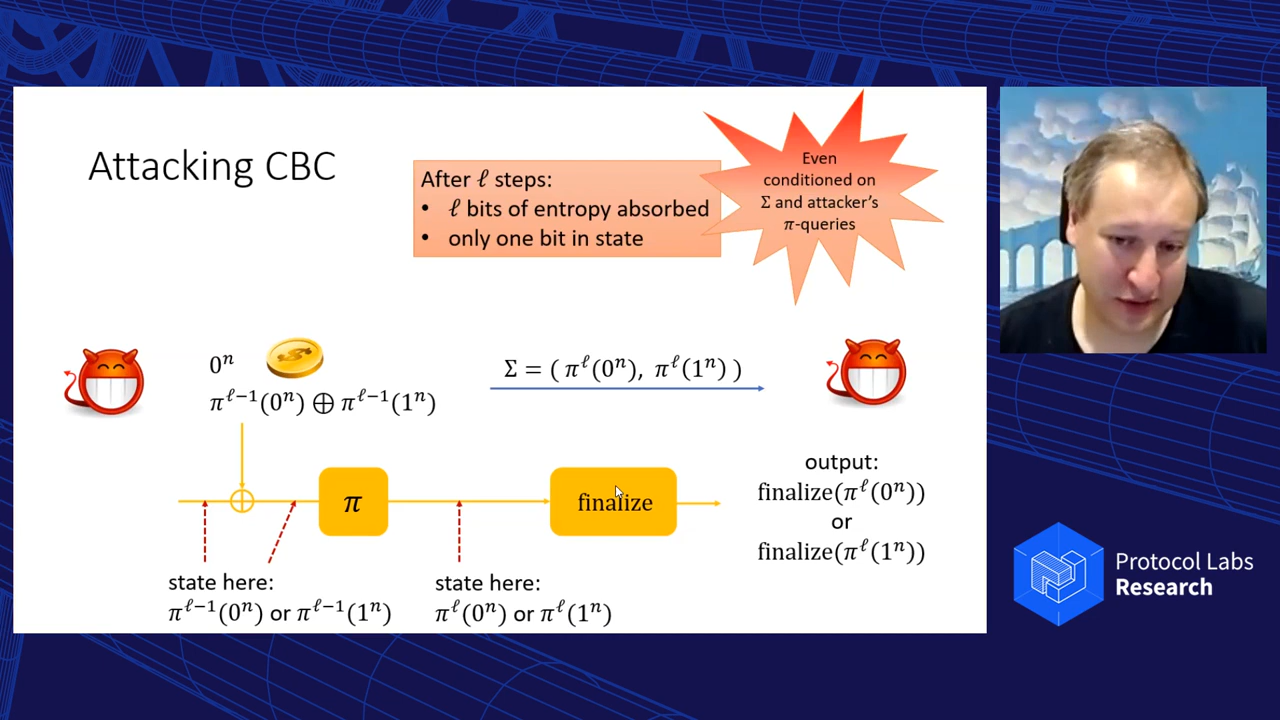 Attacking CBC
After ℓ steps:
• ℓ bits of entropy absorbed
• only one bit in state
Even
conditioned on
Σ and attacker’s
π-queries
0ⁿ
$
π^{ℓ−1}(0ⁿ) ⊕ π^{ℓ−1}(1ⁿ)
Σ = ( π^ℓ(0ⁿ), π^ℓ(1ⁿ) )
π
finalize
output:
finalize(π^ℓ(0ⁿ))
or
finalize(π^ℓ(1ⁿ))
state here:
π^{ℓ−1}(0ⁿ) or π^{ℓ−1}(1ⁿ)
state here:
π^ℓ(0ⁿ) or π^ℓ(1ⁿ)
Protocol Labs
Research